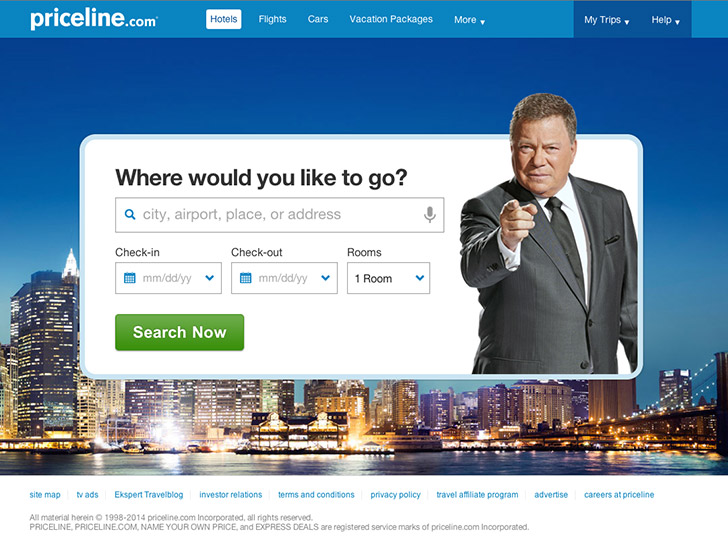 priceline.com®
Hotels Flights Cars Vacation Packages More My Trips Help
Where would you like to go?
city, airport, place, or address
Check-in Check-out Rooms
mm/dd/yy mm/dd/yy 1 Room
Search Now
site map tv ads Ekspert Travelblog investor relations terms and conditions privacy policy travel affiliate program advertise careers at priceline
All material herein © 1998-2014 priceline.com Incorporated, all rights reserved.
PRICELINE, PRICELINE.COM, NAME YOUR OWN PRICE, and EXPRESS DEALS are registered service marks of priceline.com Incorporated.